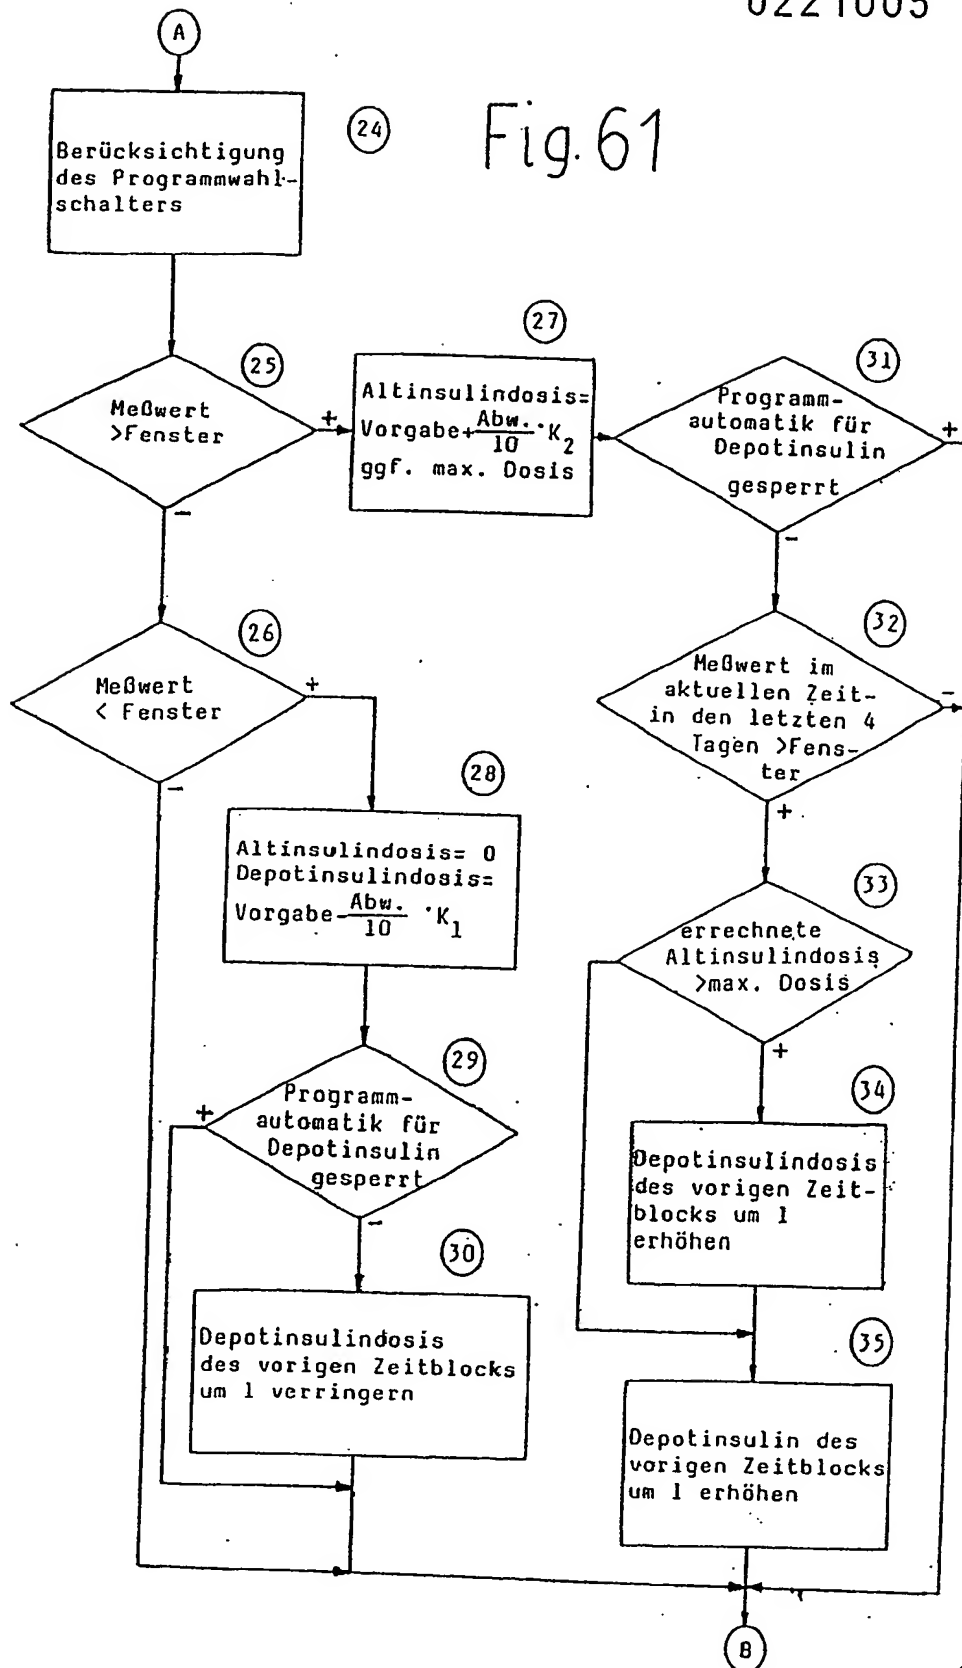 0221005
A
Fig. 61
24
Berücksichtigung
des Programmwahl-
schalters
25
Meßwert
>Fenster
+
-
27
Altinsulindosis=
Vorgabe+Abw./10 ·K2
ggf. max. Dosis
31
Programm-
automatik für
Depotinsulin
gesperrt
+
-
26
Meßwert
< Fenster
+
-
32
Meßwert im
aktuellen Zeit-
in den letzten 4
Tagen >Fens-
ter
-
+
28
Altinsulindosis= 0
Depotinsulindosis=
Vorgabe-Abw./10 ·K1
33
errechnete
Altinsulindosis
>max. Dosis
+
29
Programm-
automatik für
Depotinsulin
gesperrt
+
-
34
Depotinsulindosis
des vorigen Zeit-
blocks um 1
erhöhen
30
Depotinsulindosis
des vorigen Zeitblocks
um 1 verringern
35
Depotinsulin des
vorigen Zeitblocks
um 1 erhöhen
B